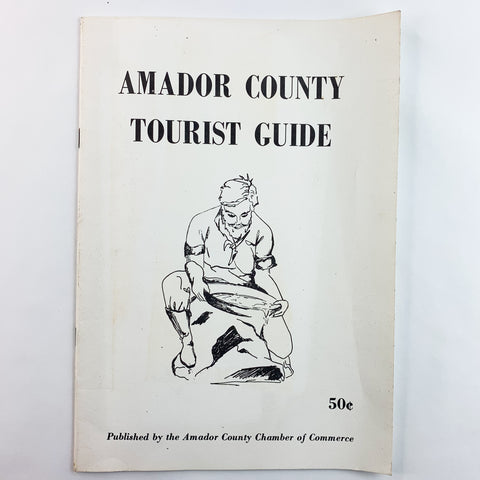 AMADOR COUNTY
TOURIST GUIDE
50¢
Published by the Amador County Chamber of Commerce